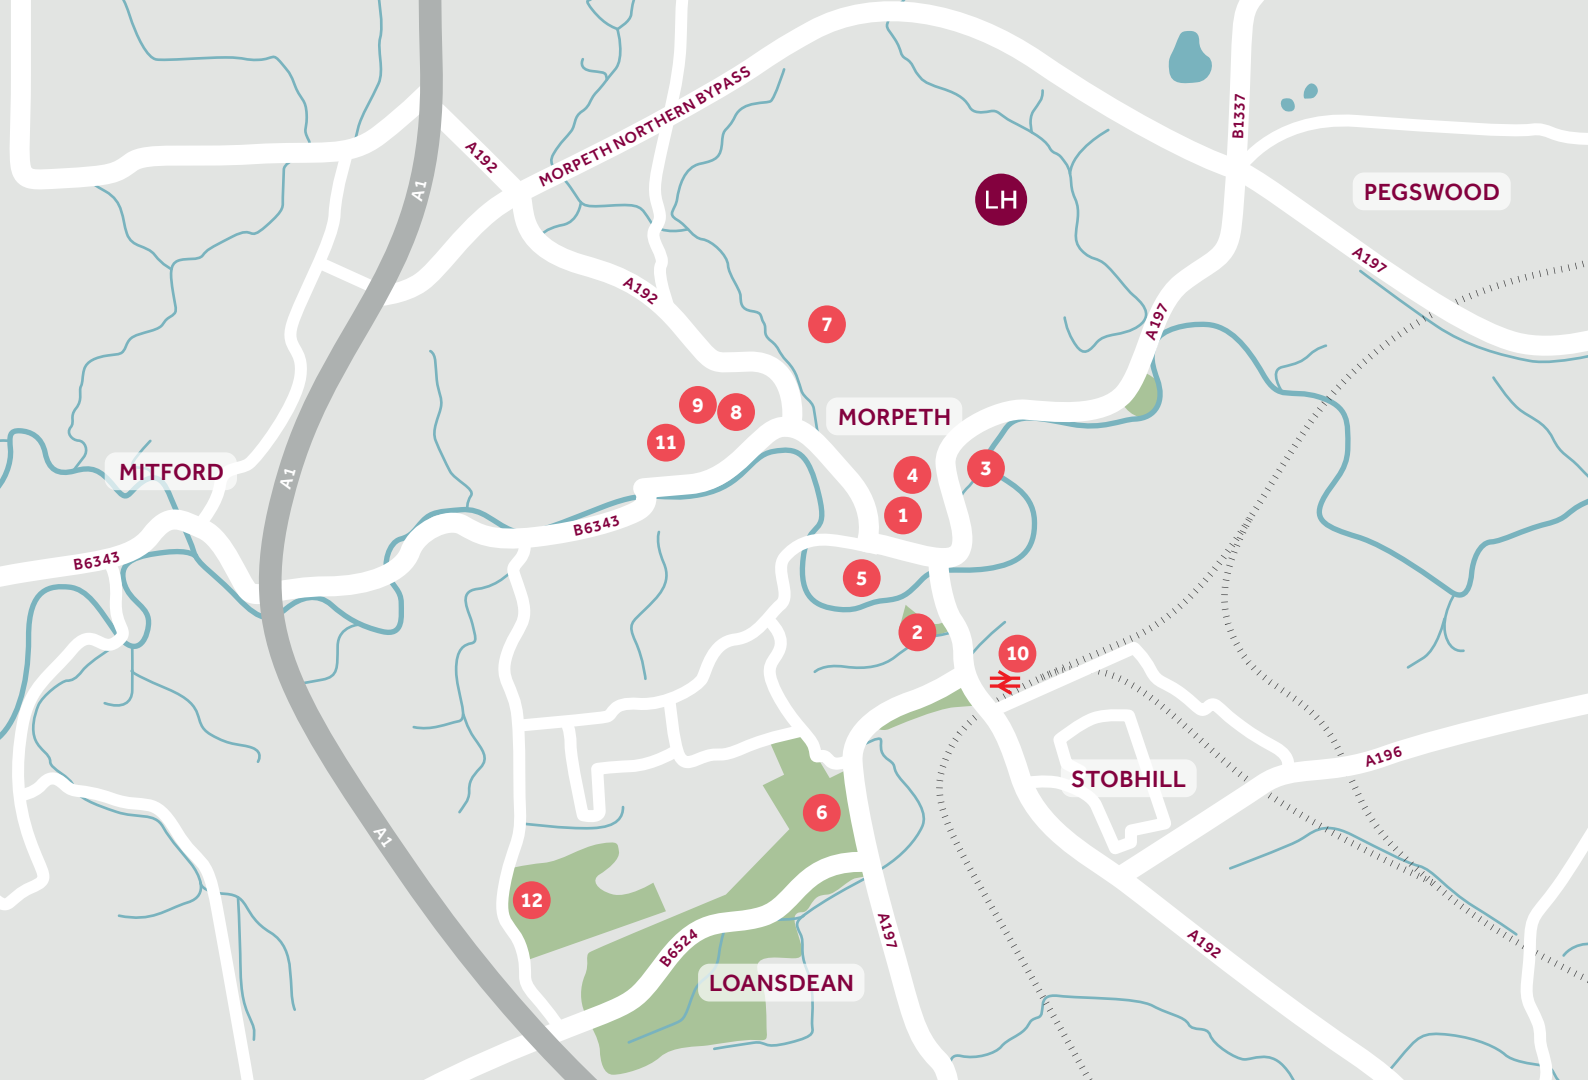 MORPETH NORTHERN BYPASS
B1337
A192
A1
LH
PEGSWOOD
A197
A192
7
A197
9
8
MORPETH
11
MITFORD
A1
4
3
1
B6343
B6343
5
2
10
A196
STOBHILL
6
A1
12
A197
B6524
A192
LOANSDEAN